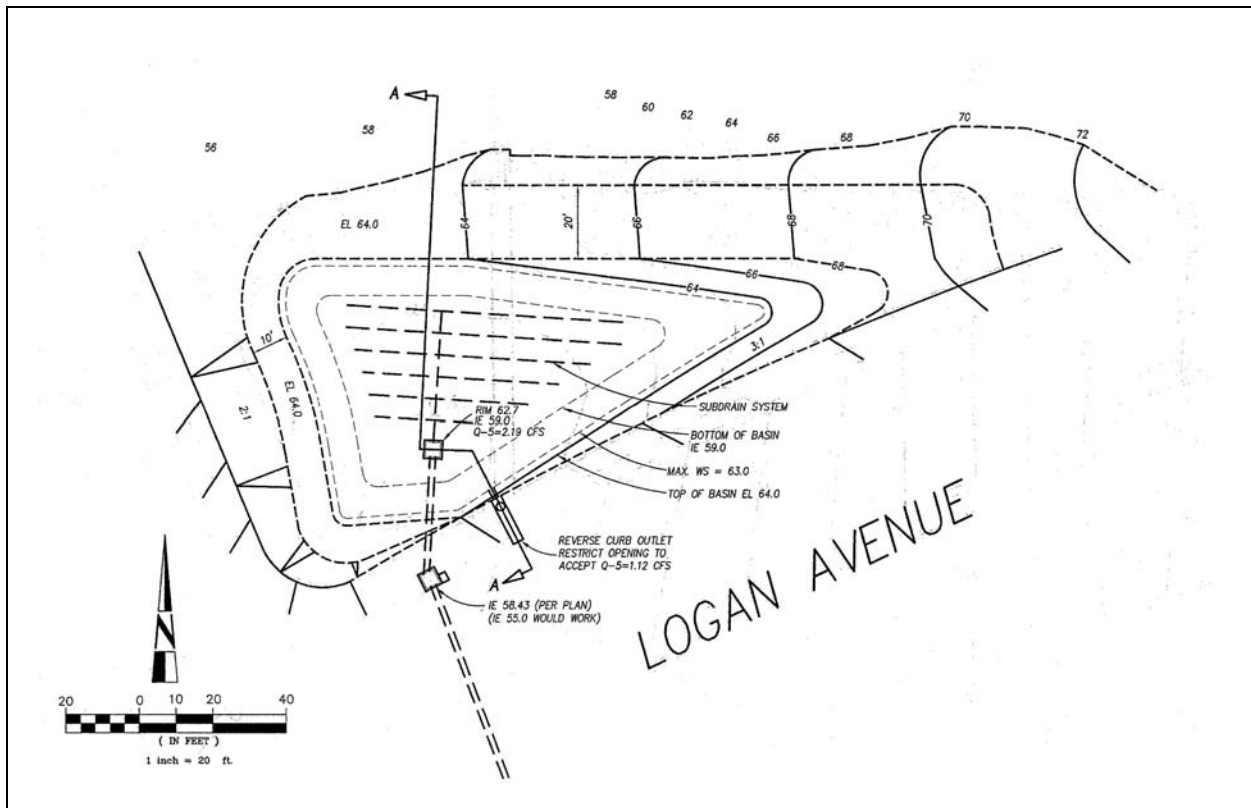 A
58
60
62
64
66
68
70
72
58
56
EL 64.0
64
20'
66
68
70
68
66
64
10'
3:1
EL 64.0
2:1
SUBDRAIN SYSTEM
RIM 62.7
IE 59.0
Q-5=2.19 CFS
BOTTOM OF BASIN
IE 59.0
MAX. WS = 63.0
TOP OF BASIN EL 64.0
REVERSE CURB OUTLET
RESTRICT OPENING TO
ACCEPT Q-5=1.12 CFS
A
IE 58.43 (PER PLAN)
(IE 55.0 WOULD WORK)
LOGAN AVENUE
N
20 0 10 20 40
( IN FEET )
1 inch = 20 ft.